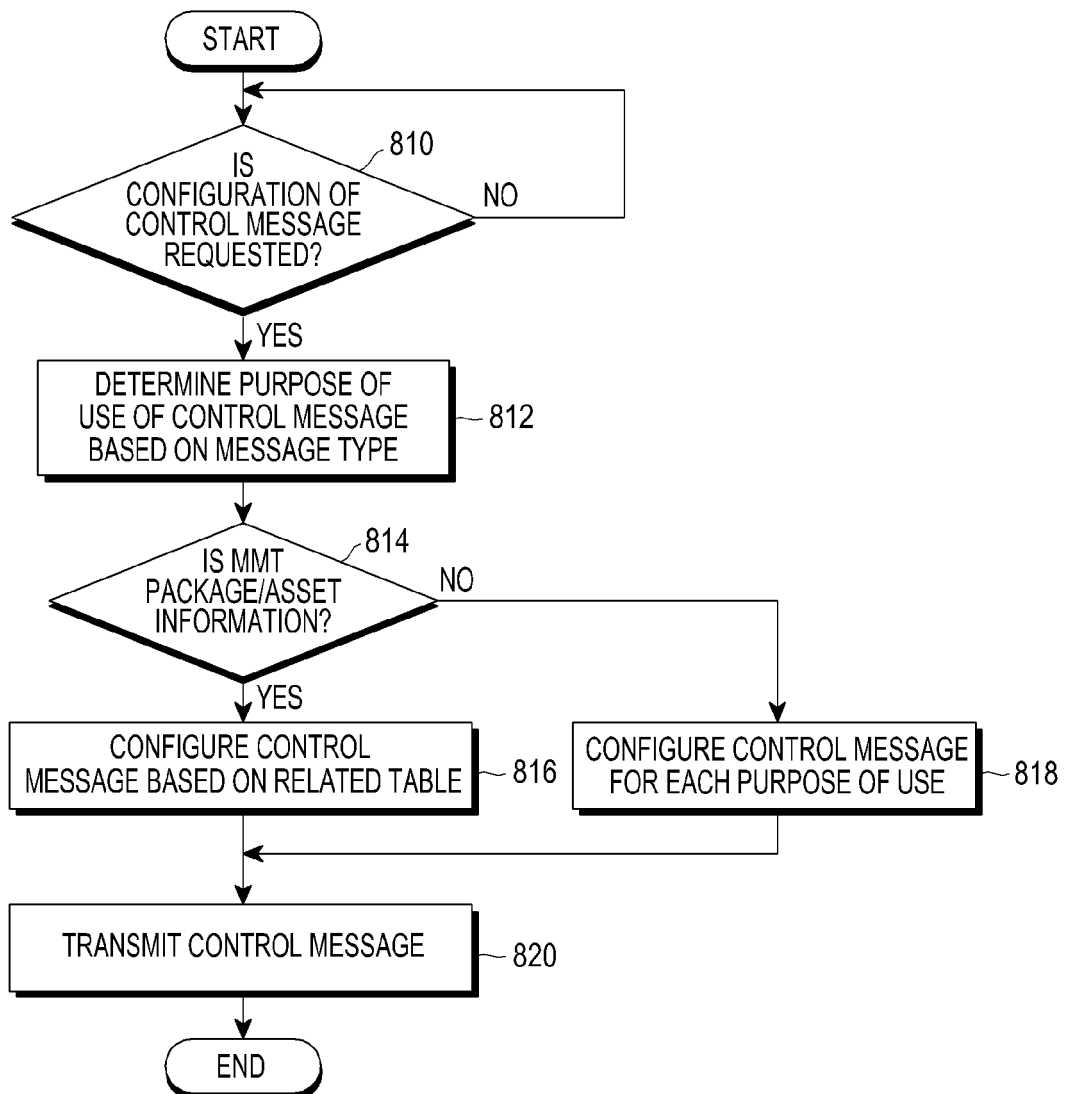 START
810
IS
CONFIGURATION OF
CONTROL MESSAGE
REQUESTED?
NO
YES
DETERMINE PURPOSE OF
USE OF CONTROL MESSAGE
BASED ON MESSAGE TYPE
812
814
IS MMT
PACKAGE/ASSET
INFORMATION?
NO
YES
CONFIGURE CONTROL
MESSAGE BASED ON RELATED TABLE
816
CONFIGURE CONTROL MESSAGE
FOR EACH PURPOSE OF USE
818
TRANSMIT CONTROL MESSAGE
820
END